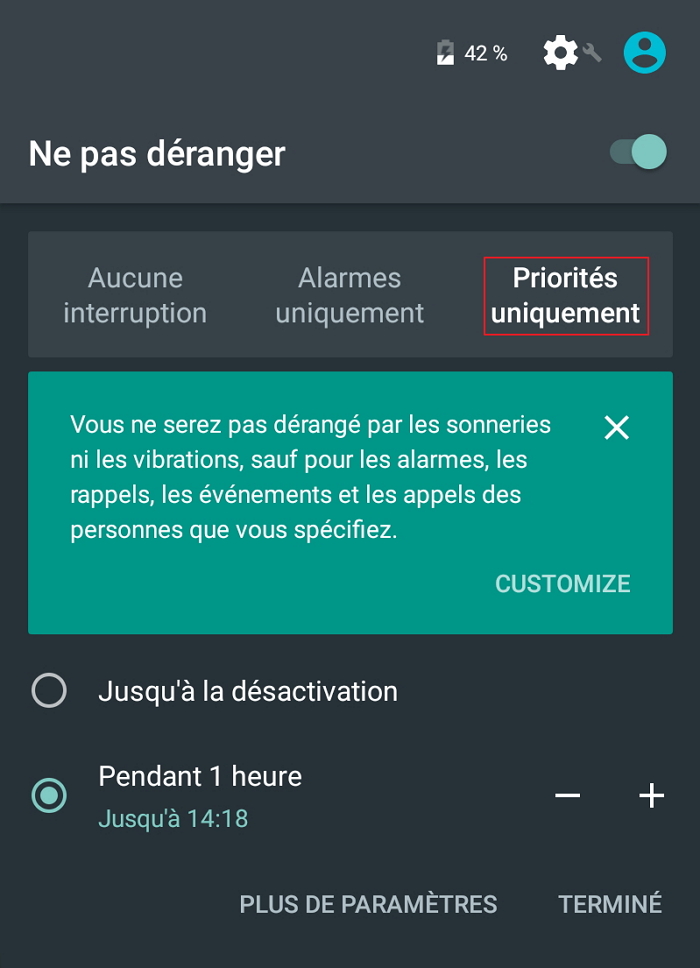 42 %
Ne pas déranger
Aucune interruption
Alarmes uniquement
Priorités uniquement
Vous ne serez pas dérangé par les sonneries
ni les vibrations, sauf pour les alarmes, les
rappels, les événements et les appels des
personnes que vous spécifiez.
CUSTOMIZE
Jusqu'à la désactivation
Pendant 1 heure
Jusqu'à 14:18
PLUS DE PARAMÈTRES TERMINÉ